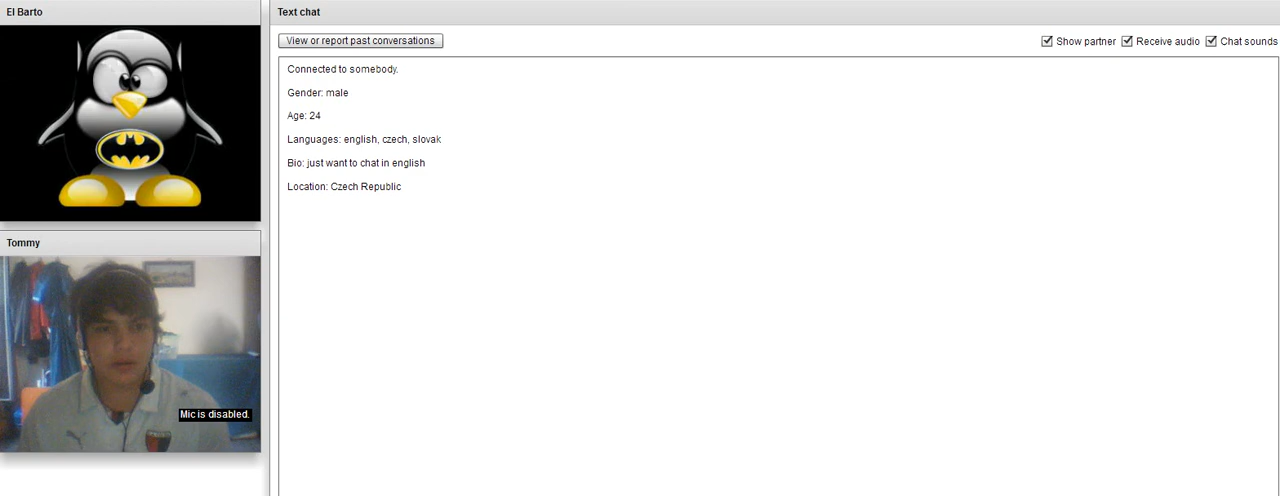 El Barto
Text chat
View or report past conversations
Show partner
Receive audio
Chat sounds
Connected to somebody.
Gender: male
Age: 24
Languages: english, czech, slovak
Bio: just want to chat in english
Location: Czech Republic
Tommy
Mic is disabled.